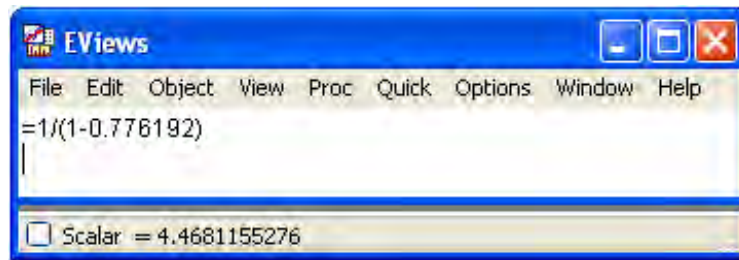 EViews
File Edit Object View Proc Quick Options Window Help
=1/(1-0.776192)
Scalar = 4.4681155276